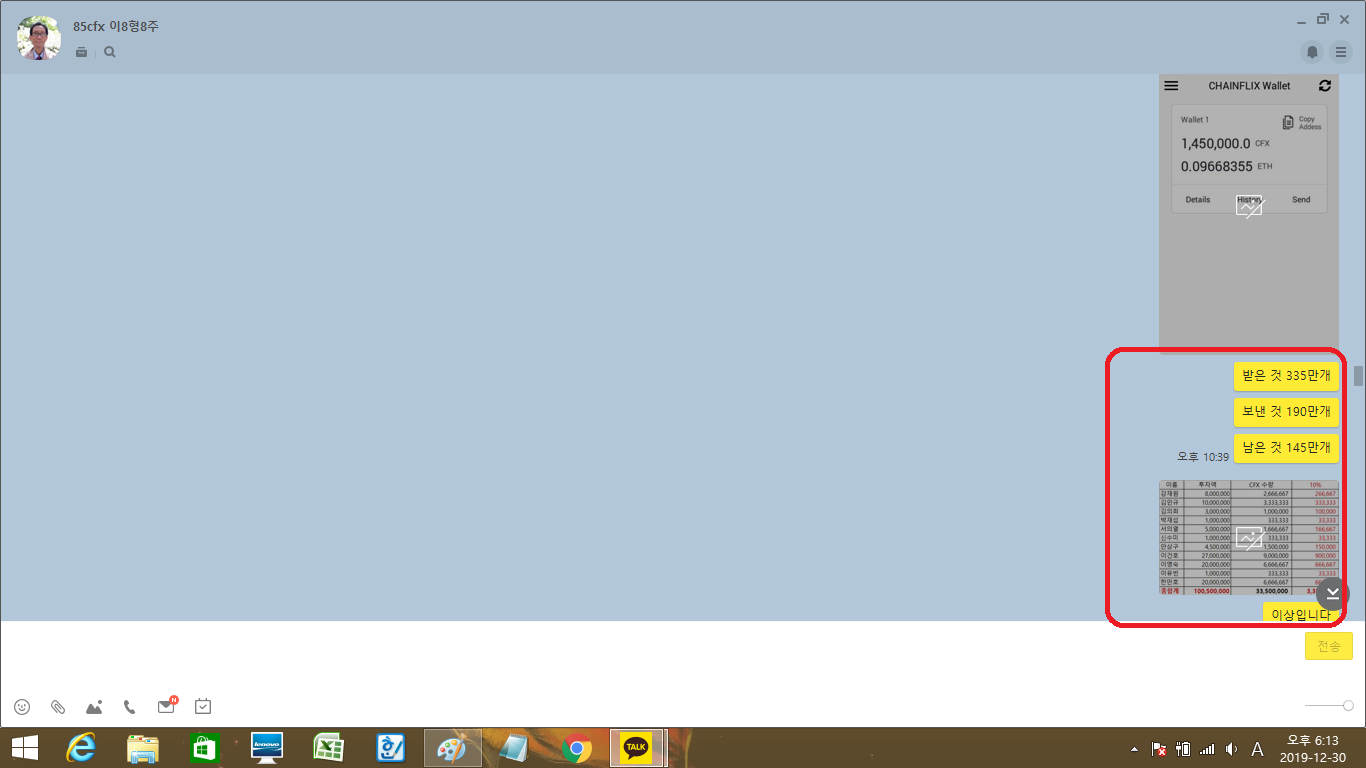 85cfx 이8형8주
CHAINFLIX Wallet
Wallet 1
Copy
Addess
1,450,000.0 CFX
0.09668355 ETH
Details History Send
받은 것 335만개
보낸 것 190만개
남은 것 145만개
오후 10:39
이름 투자액 CFX 수량 10%
강재원 8,000,000 2,666,667 266,667
김민규 10,000,000 3,333,333 333,333
김의회 3,000,000 1,000,000 100,000
박재섭 1,000,000 333,333 33,333
서의열 5,000,000 1,666,667 166,667
신수미 1,000,000 333,333 33,333
안상구 4,500,000 1,500,000 150,000
이건호 27,000,000 9,000,000 900,000
이명숙 20,000,000 6,666,667 666,667
이유빈 1,000,000 333,333 33,333
한만호 20,000,000 6,666,667
총합계 100,500,000 33,500,000
이상입니다
전송
N
lenovo
TALK
A
오후 6:13
2019-12-30